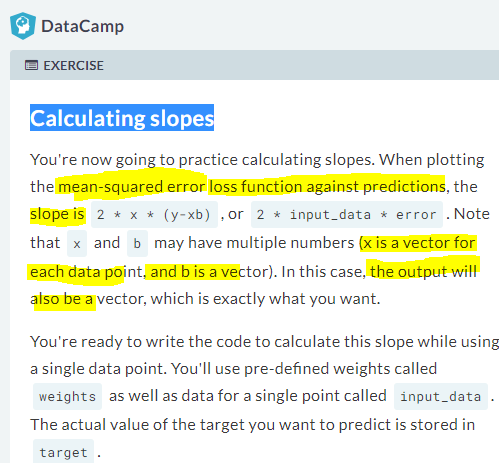 DataCamp
EXERCISE
Calculating slopes
You're now going to practice calculating slopes. When plotting
the mean-squared error loss function against predictions, the
slope is 2 * x * (y-xb) , or 2 * input_data * error . Note
that x and b may have multiple numbers (x is a vector for
each data point, and b is a vector). In this case, the output will
also be a vector, which is exactly what you want.
You're ready to write the code to calculate this slope while using
a single data point. You'll use pre-defined weights called
weights as well as data for a single point called input_data .
The actual value of the target you want to predict is stored in
target .